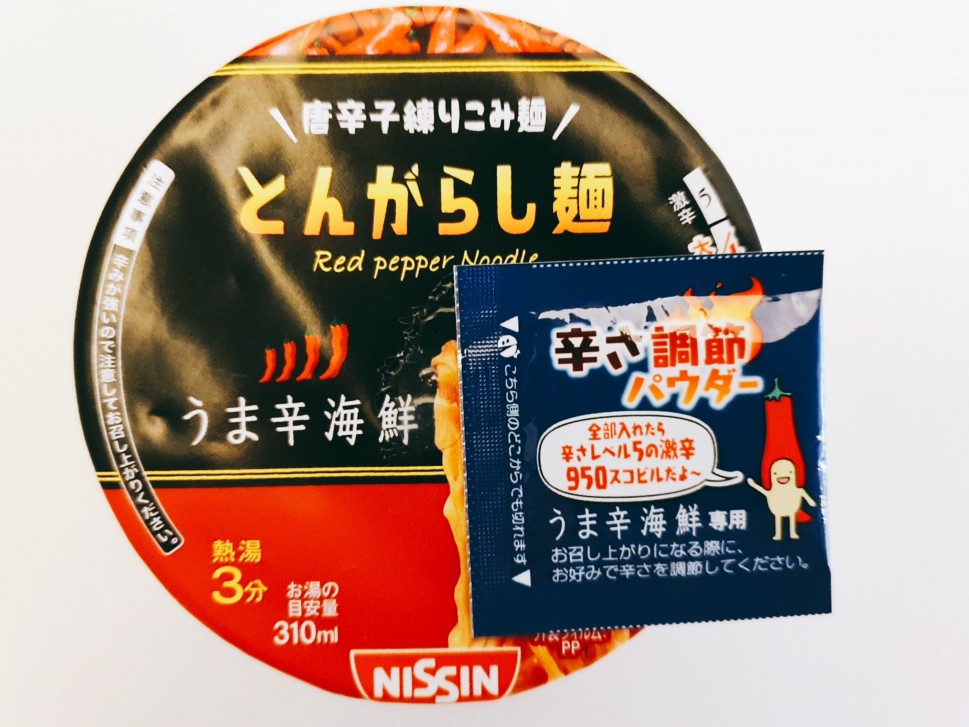 唐辛子練りこみ麺
とんがらし麺
Red pepper Noodle
うま辛海鮮
注意事項
辛みが強いので注意してお召し上がりください。
激辛 5
4
熱湯
3分
お湯の
目安量
310ml
NISSIN
PP
こちら側のどこからでも切れます
辛さ調節
パウダー
全部入れたら
辛さレベル5の激辛
950スコビルだよ~
うま辛海鮮専用
お召し上がりになる際に、
お好みで辛さを調節してください。